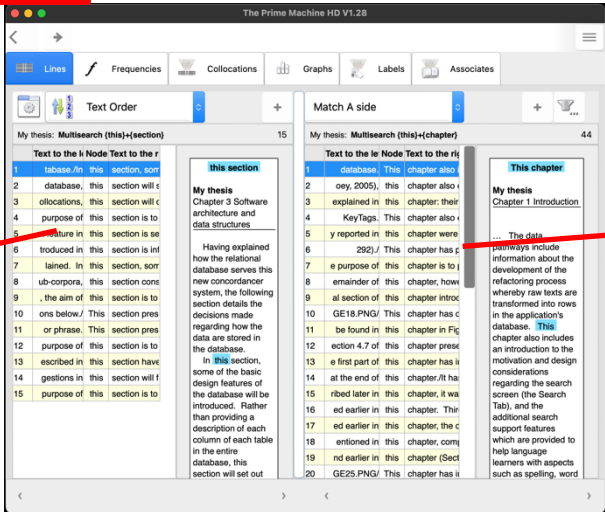 The Prime Machine HD V1.28
Lines
Frequencies
Collocations
Graphs
Labels
Associates
Text Order
+
Match A side
+
My thesis: Multisearch {this}+{section}
15
My thesis: Multisearch {this}+{chapter}
44
Text to the le Node Text to the r
1 tabase./In this section, som
2 database, this section will s
3 ollocations, this section will c
4 purpose of this section is to
5 feature in this section is se
6 troduced in this section is inf
7 lained. In this section, som
8 ub-corpora, this section cons
9 , the aim of this section is to
10 ons below./ This section pres
11 or phrase. This section pres
12 purpose of this section is to
13 escribed in this section have
14 gestions in this section will f
15 purpose of this section is to
this section
My thesis
Chapter 3 Software
architecture and
data structures
Having explained
how the relational
database serves this
new concordancer
system, the following
section details the
decisions made
regarding how the
data are stored in
the database.
In this section,
some of the basic
design features of
the database will be
introduced. Rather
than providing a
description of each
column of each table
in the entire
database, this
section will set out
Text to the le Node Text to the rig
1 database. This chapter also i
2 oey, 2005), this chapter also
3 explained in this chapter: their
4 KeyTags. This chapter also
5 y reported in this chapter were
6 292)./ This chapter has p
7 e purpose of this chapter is to
8 emainder of this chapter, howe
9 al section of this chapter introd
10 GE18.PNG/ This chapter has
11 be found in this chapter in Fig
12 ection 4.7 of this chapter prese
13 e first part of this chapter has i
14 at the end of this chapter./It ha
15 ribed later in this chapter, it wa
16 ed earlier in this chapter. Thir
17 ed earlier in this chapter, the
18 entioned in this chapter, comp
19 nd earlier in this chapter (Sect
20 GE25.PNG/ This chapter has i
This chapter
My thesis
Chapter 1 Introduction
... The data
pathways include
information about the
development of the
refactoring process
whereby raw texts are
transformed into rows
in the application's
database. This
chapter also includes
an introduction to the
motivation and design
considerations
regarding the search
screen (the Search
Tab), and the
additional search
support features
which are provided to
help language
learners with aspects
such as spelling, word